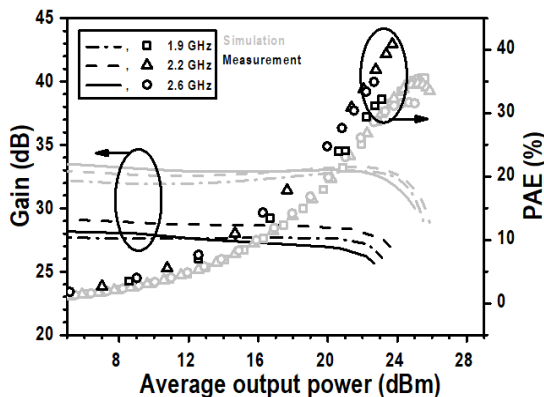 45
40
35
30
25
20
Gain (dB)
, 1.9 GHz Simulation
, 2.2 GHz Measurement
, 2.6 GHz
40
30
20
10
0
PAE (%)
8 12 16 20 24 28
Average output power (dBm)